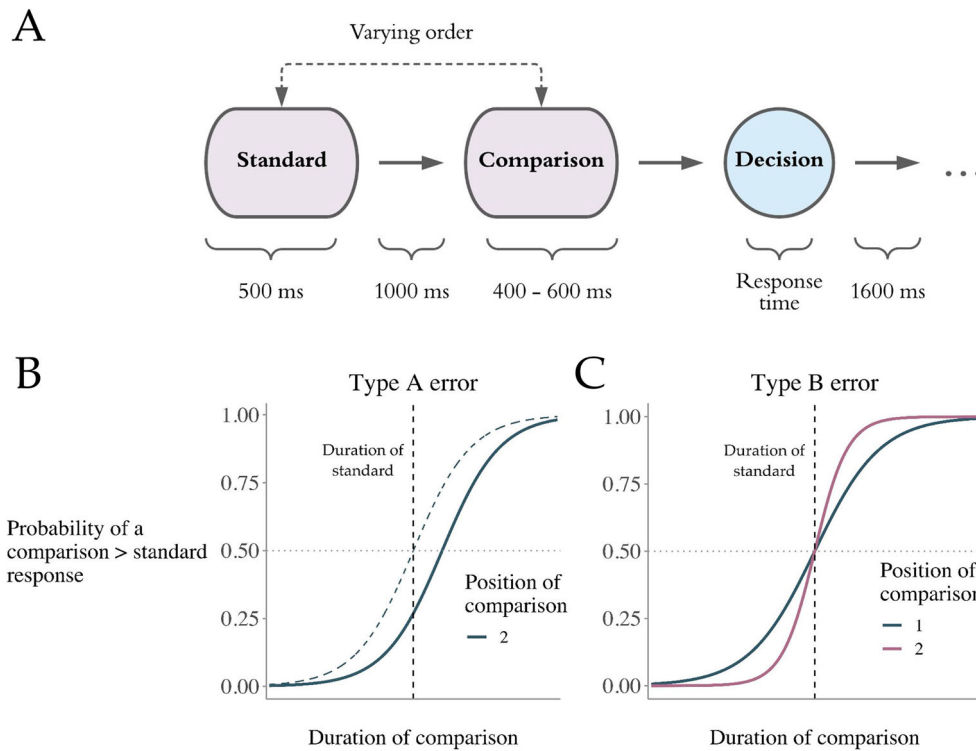 A
Varying order
Standard
Comparison
Decision
...
500 ms
1000 ms
400 - 600 ms
Response
time
1600 ms
B
Type A error
1.00
0.75
0.50
0.25
0.00
Duration of
standard
Probability of a
comparison > standard
response
Position of
comparison
2
Duration of comparison
C
Type B error
1.00
0.75
0.50
0.25
0.00
Duration of
standard
Position of
comparison
1
2
Duration of comparison